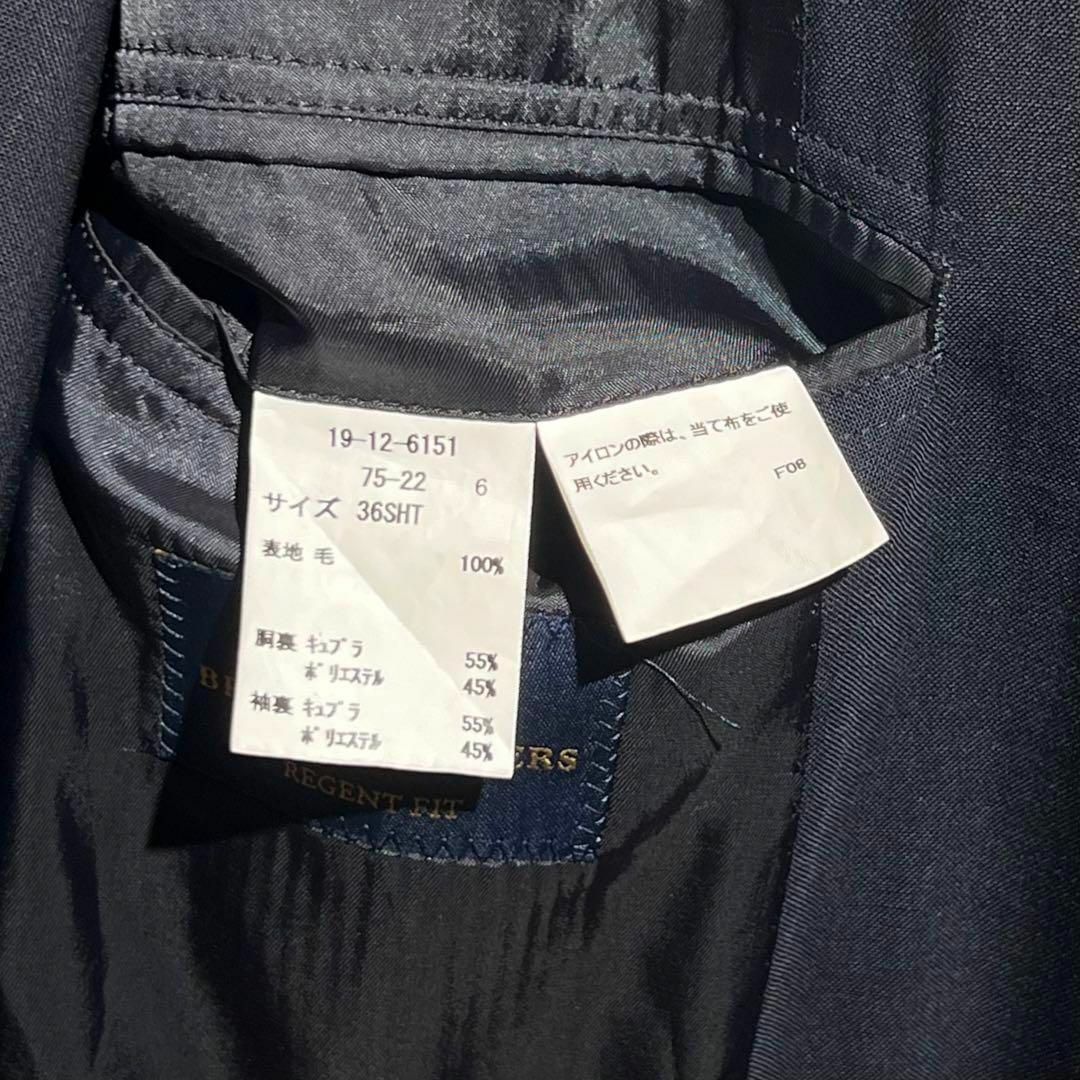 19-12-6151
75-22 6
サイズ 36SHT
表地 毛 100%
胴裏 キュプラ 55%
ポリエステル 45%
袖裏 キュプラ 55%
ポリエステル 45%
アイロンの際は、当て布をご使
用ください。
F08
REGENT FIT